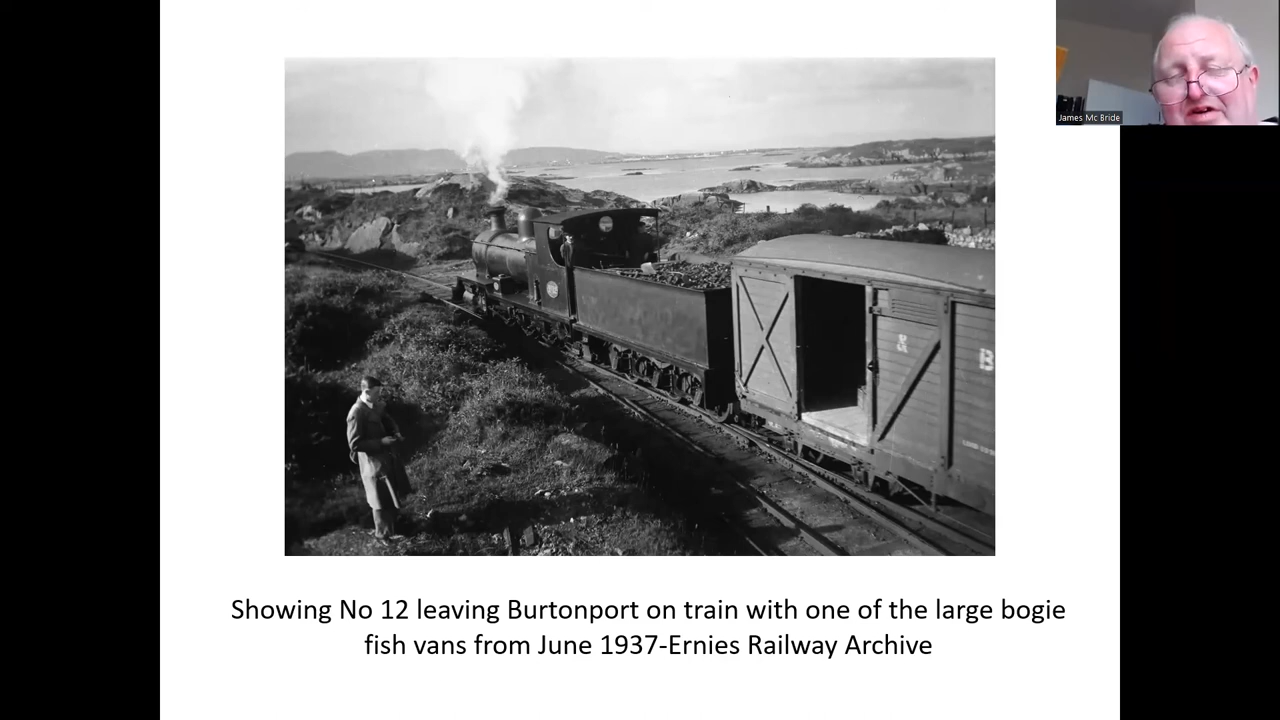 James Mc Bride
B
Showing No 12 leaving Burtonport on train with one of the large bogie
fish vans from June 1937-Ernies Railway Archive